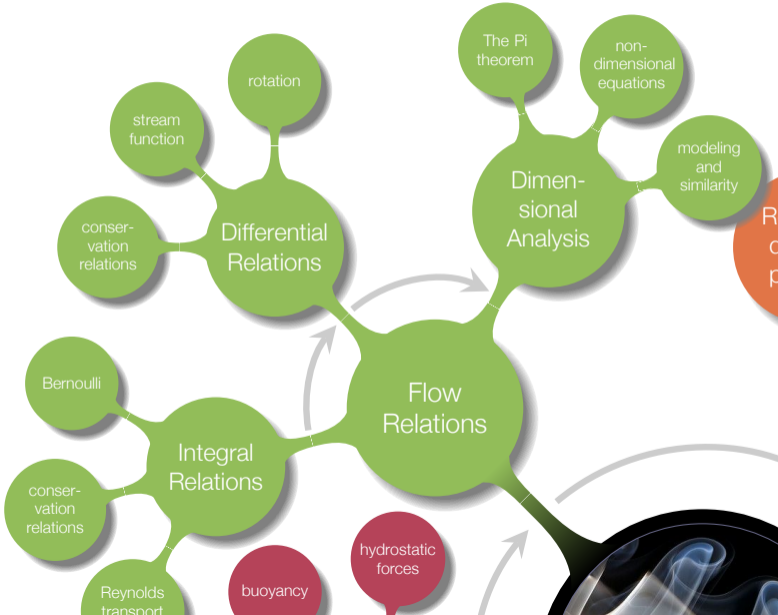 The Pi
theorem
non-
dimensional
equations
rotation
stream
function
modeling
and
similarity
Dimen-
sional
Analysis
conser-
vation
relations
Differential
Relations
Bernoulli
Flow
Relations
Integral
Relations
conser-
vation
relations
hydrostatic
forces
buoyancy
Reynolds
transport